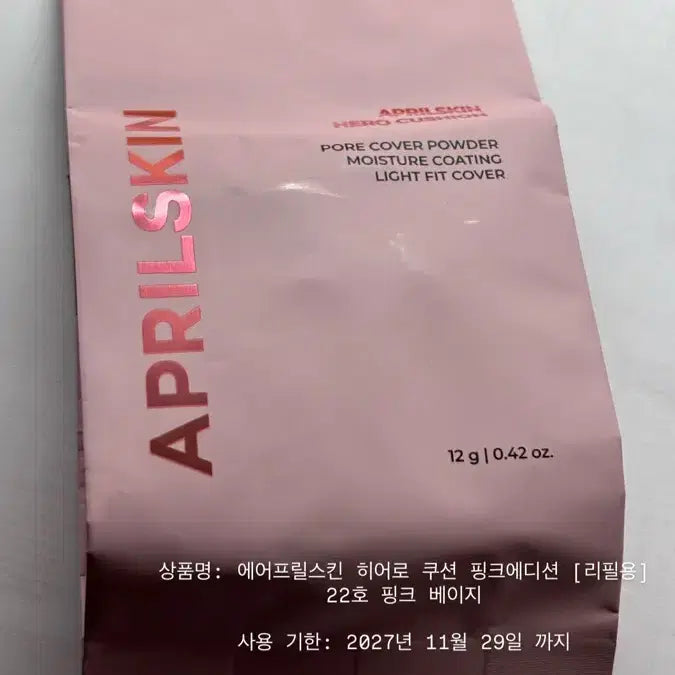 APRILSKIN
APRILSKIN
HERO CUSHION
PORE COVER POWDER
MOISTURE COATING
LIGHT FIT COVER
12 g | 0.42 oz.
상품명: 에어프릴스킨 히어로 쿠션 핑크에디션 [리필용]
22호 핑크 베이지
사용 기한: 2027년 11월 29일 까지